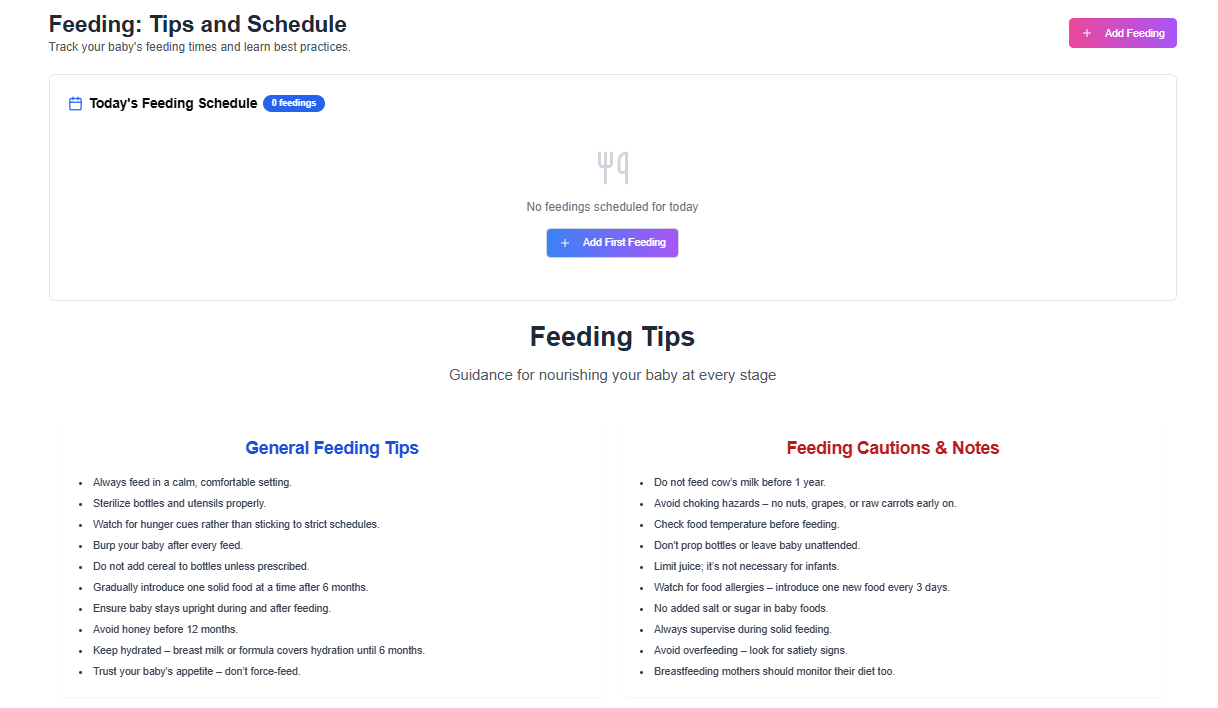 Feeding: Tips and Schedule
Track your baby's feeding times and learn best practices.
+ Add Feeding
Today's Feeding Schedule 0 feedings
No feedings scheduled for today
+ Add First Feeding
Feeding Tips
Guidance for nourishing your baby at every stage
General Feeding Tips
• Always feed in a calm, comfortable setting.
• Sterilize bottles and utensils properly.
• Watch for hunger cues rather than sticking to strict schedules.
• Burp your baby after every feed.
• Do not add cereal to bottles unless prescribed.
• Gradually introduce one solid food at a time after 6 months.
• Ensure baby stays upright during and after feeding.
• Avoid honey before 12 months.
• Keep hydrated – breast milk or formula covers hydration until 6 months.
• Trust your baby's appetite – don't force-feed.
Feeding Cautions & Notes
• Do not feed cow's milk before 1 year.
• Avoid choking hazards – no nuts, grapes, or raw carrots early on.
• Check food temperature before feeding.
• Don't prop bottles or leave baby unattended.
• Limit juice; it's not necessary for infants.
• Watch for food allergies – introduce one new food every 3 days.
• No added salt or sugar in baby foods.
• Always supervise during solid feeding.
• Avoid overfeeding – look for satiety signs.
• Breastfeeding mothers should monitor their diet too.